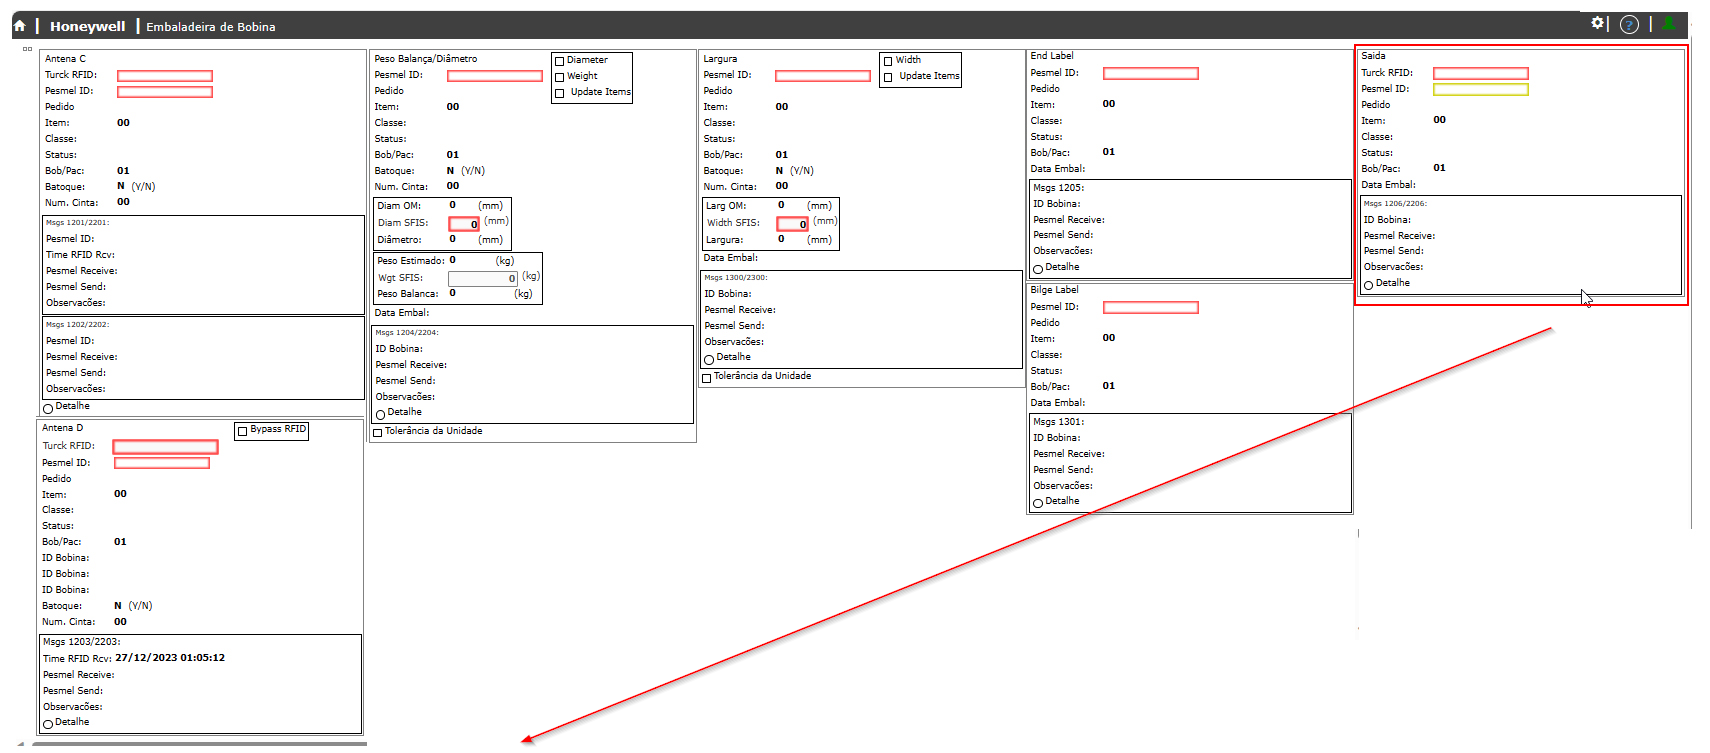 Honeywell | Embaladeira de Bobina
?
Antena C
Turck RFID:
Pesmel ID:
Pedido
Item: 00
Classe:
Status:
Bob/Pac: 01
Batoque: N (Y/N)
Num. Cinta: 00
Msgs 1201/2201:
Pesmel ID:
Time RFID Rcv:
Pesmel Receive:
Pesmel Send:
Observacões:
Msgs 1202/2202:
Pesmel ID:
Pesmel Receive:
Pesmel Send:
Observacões:
Detalhe
Antena D
Bypass RFID
Turck RFID:
Pesmel ID:
Pedido
Item: 00
Classe:
Status:
Bob/Pac: 01
ID Bobina:
ID Bobina:
ID Bobina:
Batoque: N (Y/N)
Num. Cinta: 00
Msgs 1203/2203:
Time RFID Rcv: 27/12/2023 01:05:12
Pesmel Receive:
Pesmel Send:
Observacões:
Detalhe
Peso Balança/Diâmetro
Diameter
Weight
Update Items
Pesmel ID:
Pedido
Item: 00
Classe:
Status:
Bob/Pac: 01
Batoque: N (Y/N)
Num. Cinta: 00
Diam OM: 0 (mm)
Diam SFIS: 0 (mm)
Diâmetro: 0 (mm)
Peso Estimado: 0 (kg)
Wgt SFIS: 0 (kg)
Peso Balanca: 0 (kg)
Data Embal:
Msgs 1204/2204:
ID Bobina:
Pesmel Receive:
Pesmel Send:
Observacões:
Detalhe
Tolerância da Unidade
Largura
Width
Update Items
Pesmel ID:
Pedido
Item: 00
Classe:
Status:
Bob/Pac: 01
Batoque: N (Y/N)
Num. Cinta: 00
Larg OM: 0 (mm)
Width SFIS: 0 (mm)
Largura: 0 (mm)
Data Embal:
Msgs 1300/2300:
ID Bobina:
Pesmel Receive:
Pesmel Send:
Observacões:
Detalhe
Tolerância da Unidade
End Label
Pesmel ID:
Pedido
Item: 00
Classe:
Status:
Bob/Pac: 01
Data Embal:
Msgs 1205:
ID Bobina:
Pesmel Receive:
Pesmel Send:
Observacões:
Detalhe
Bilge Label
Pesmel ID:
Pedido
Item: 00
Classe:
Status:
Bob/Pac: 01
Data Embal:
Msgs 1301:
ID Bobina:
Pesmel Receive:
Pesmel Send:
Observacões:
Detalhe
Saida
Turck RFID:
Pesmel ID:
Pedido
Item: 00
Classe:
Status:
Bob/Pac: 01
Data Embal:
Msgs 1206/2206:
ID Bobina:
Pesmel Receive:
Pesmel Send:
Observacões:
Detalhe